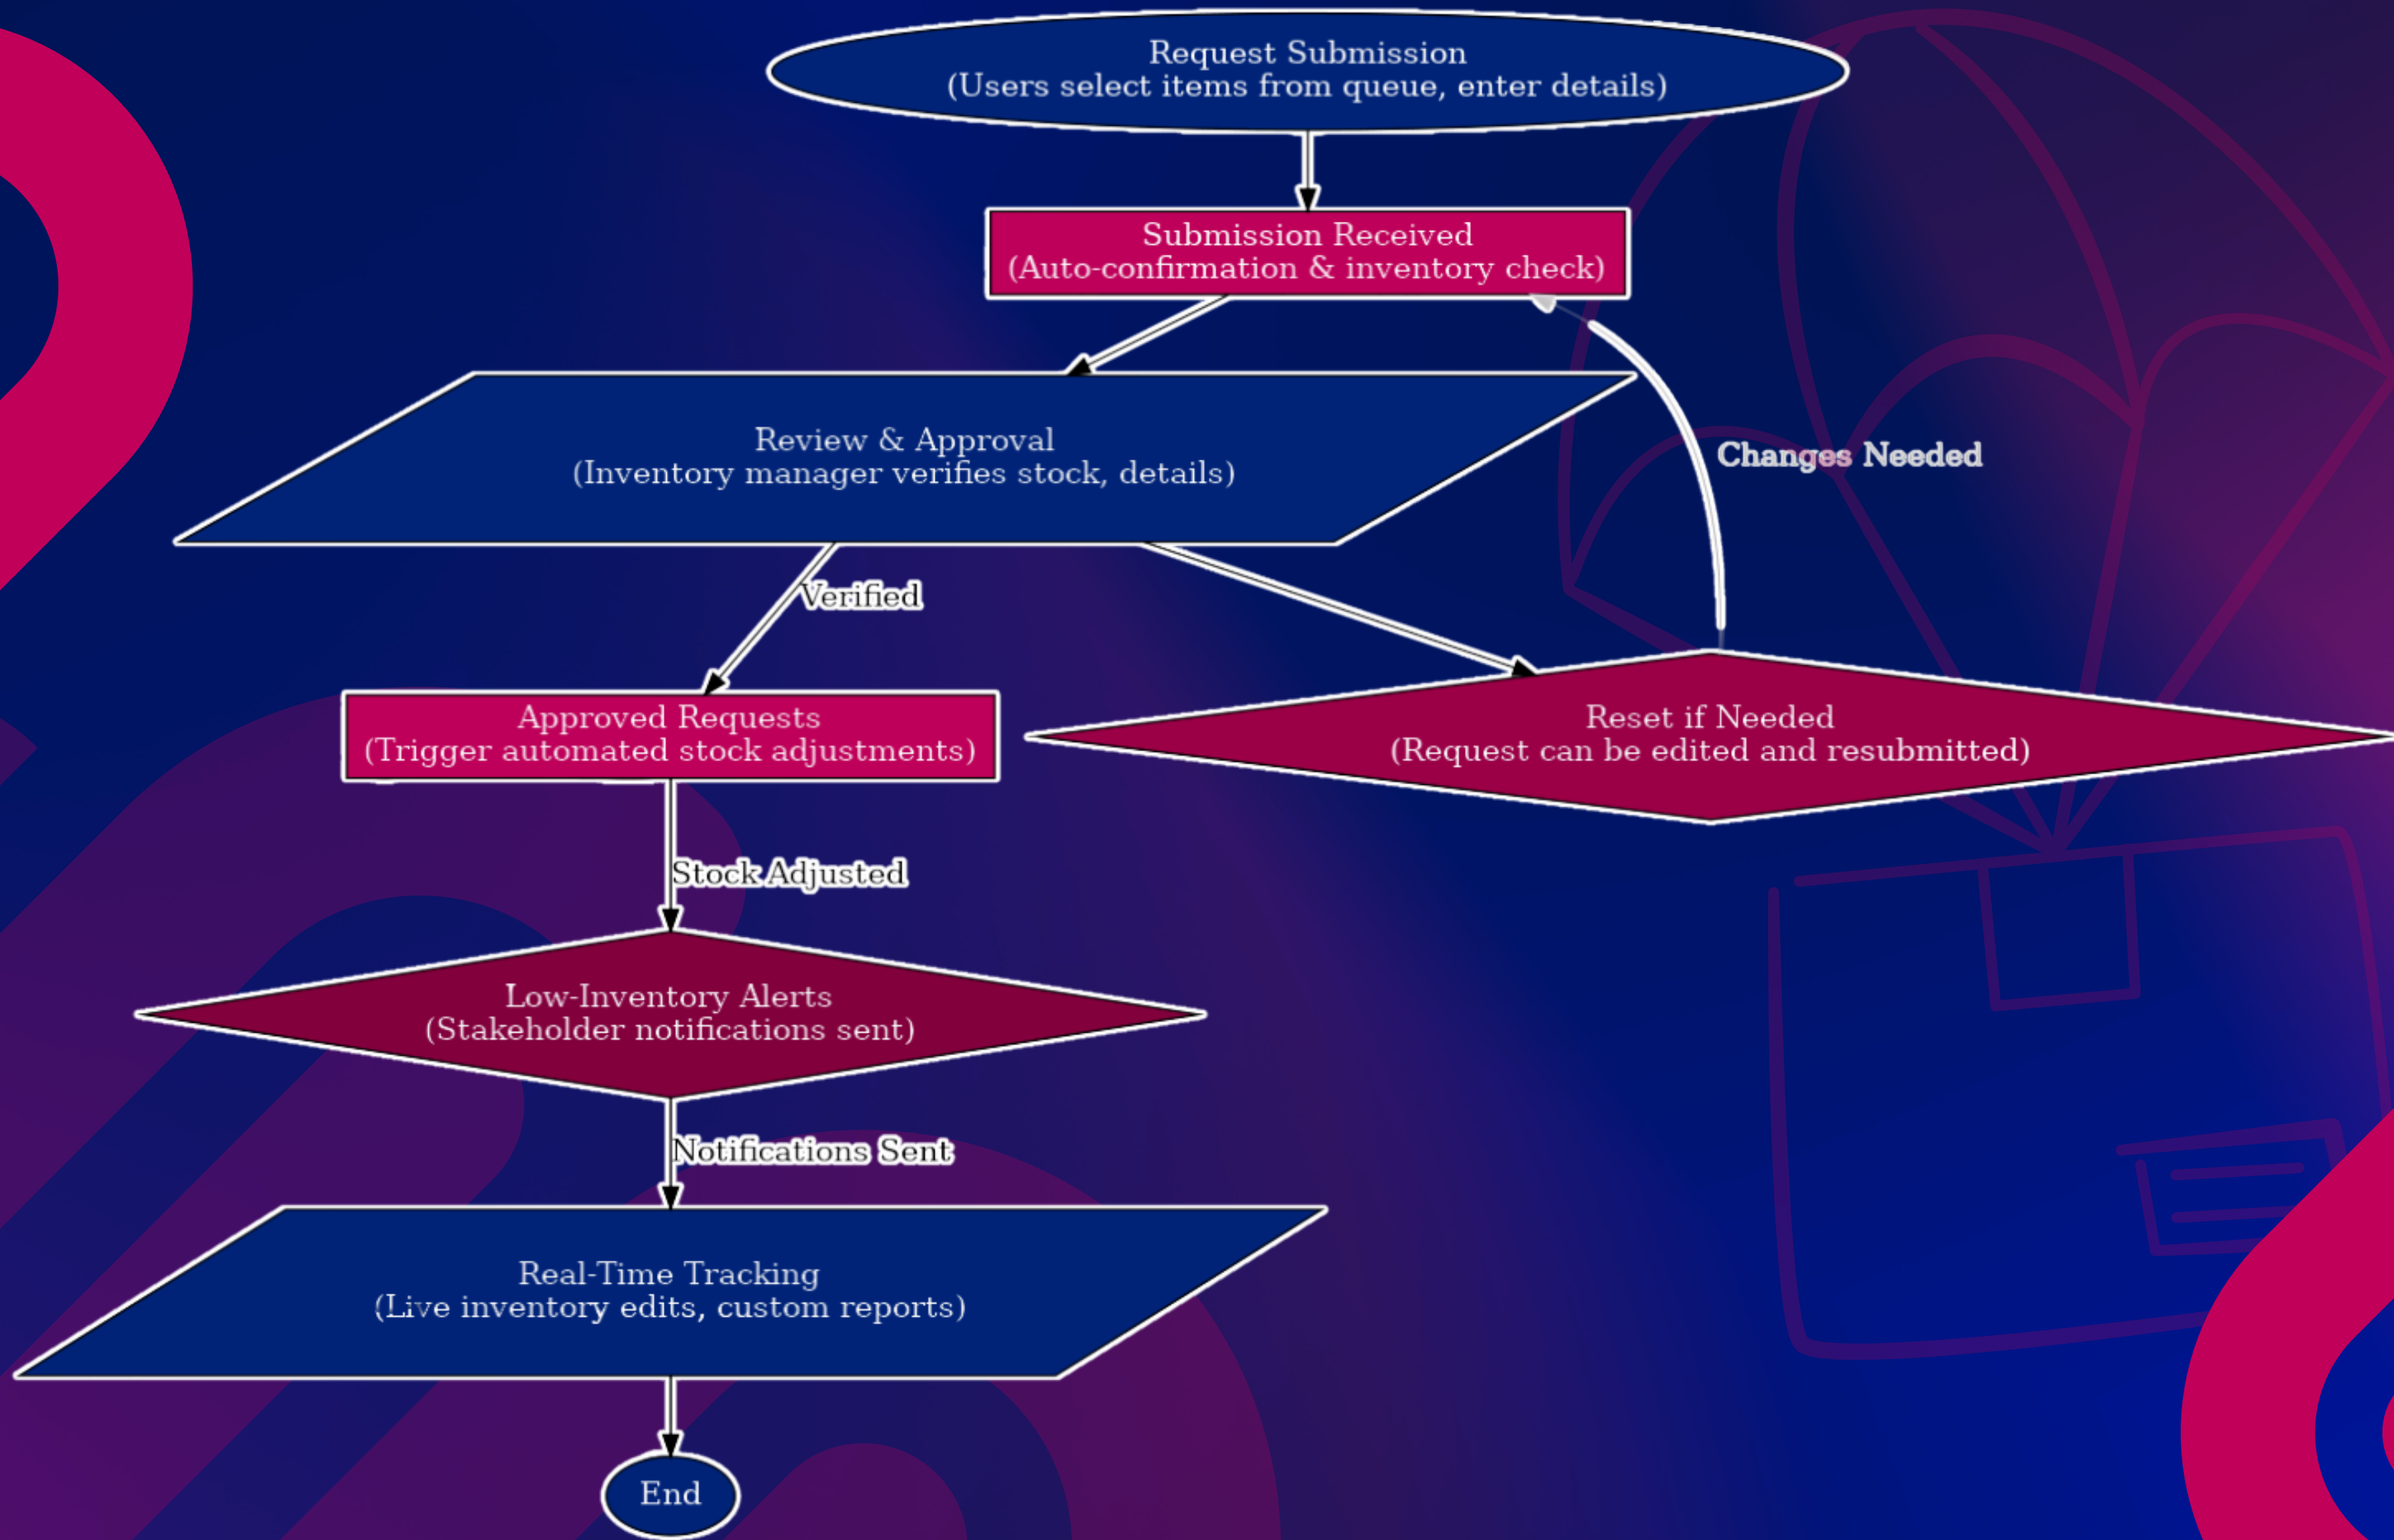 Request Submission
(Users select items from queue, enter details)
Submission Received
(Auto-confirmation & inventory check)
Review & Approval
(Inventory manager verifies stock, details)
Changes Needed
Verified
Approved Requests
(Trigger automated stock adjustments)
Reset if Needed
(Request can be edited and resubmitted)
Stock Adjusted
Low-Inventory Alerts
(Stakeholder notifications sent)
Notifications Sent
Real-Time Tracking
(Live inventory edits, custom reports)
End